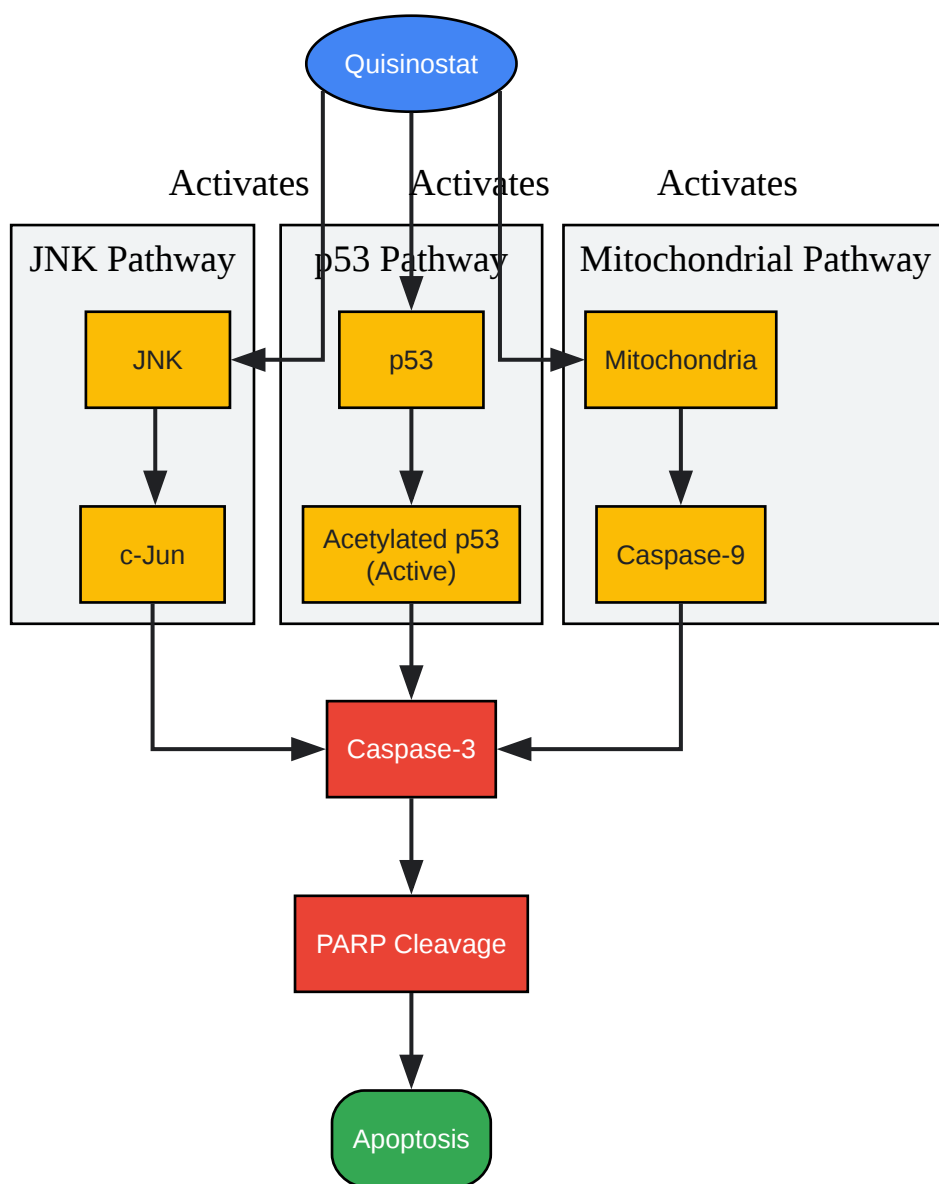 Quisinostat
Activates
Activates
Activates
JNK Pathway
p53 Pathway
Mitochondrial Pathway
JNK
p53
Mitochondria
c-Jun
Acetylated p53
(Active)
Caspase-9
Caspase-3
PARP Cleavage
Apoptosis